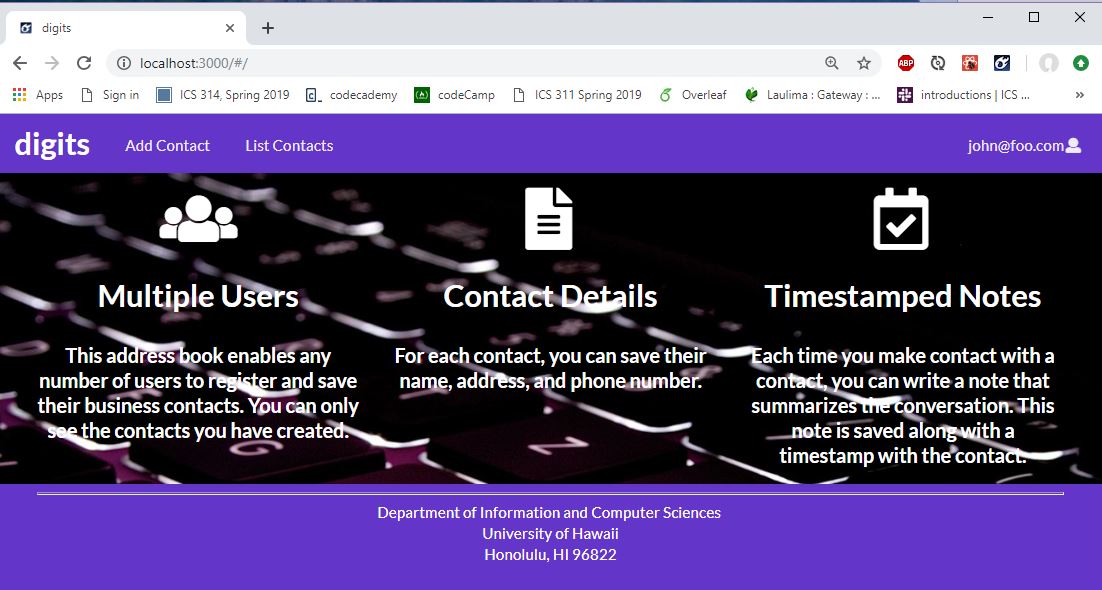 digits
localhost:3000/#/
ABP
Apps Sign in ICS 314, Spring 2019 codecademy codeCamp ICS 311 Spring 2019 Overleaf Laulima : Gateway : ... introductions | ICS ... »
digits Add Contact List Contacts john@foo.com
Multiple Users
This address book enables any
number of users to register and save
their business contacts. You can only
see the contacts you have created.
Contact Details
For each contact, you can save their
name, address, and phone number.
Timestamped Notes
Each time you make contact with a
contact, you can write a note that
summarizes the conversation. This
note is saved along with a
timestamp with the contact.
G
N
Department of Information and Computer Sciences
University of Hawaii
Honolulu, HI 96822